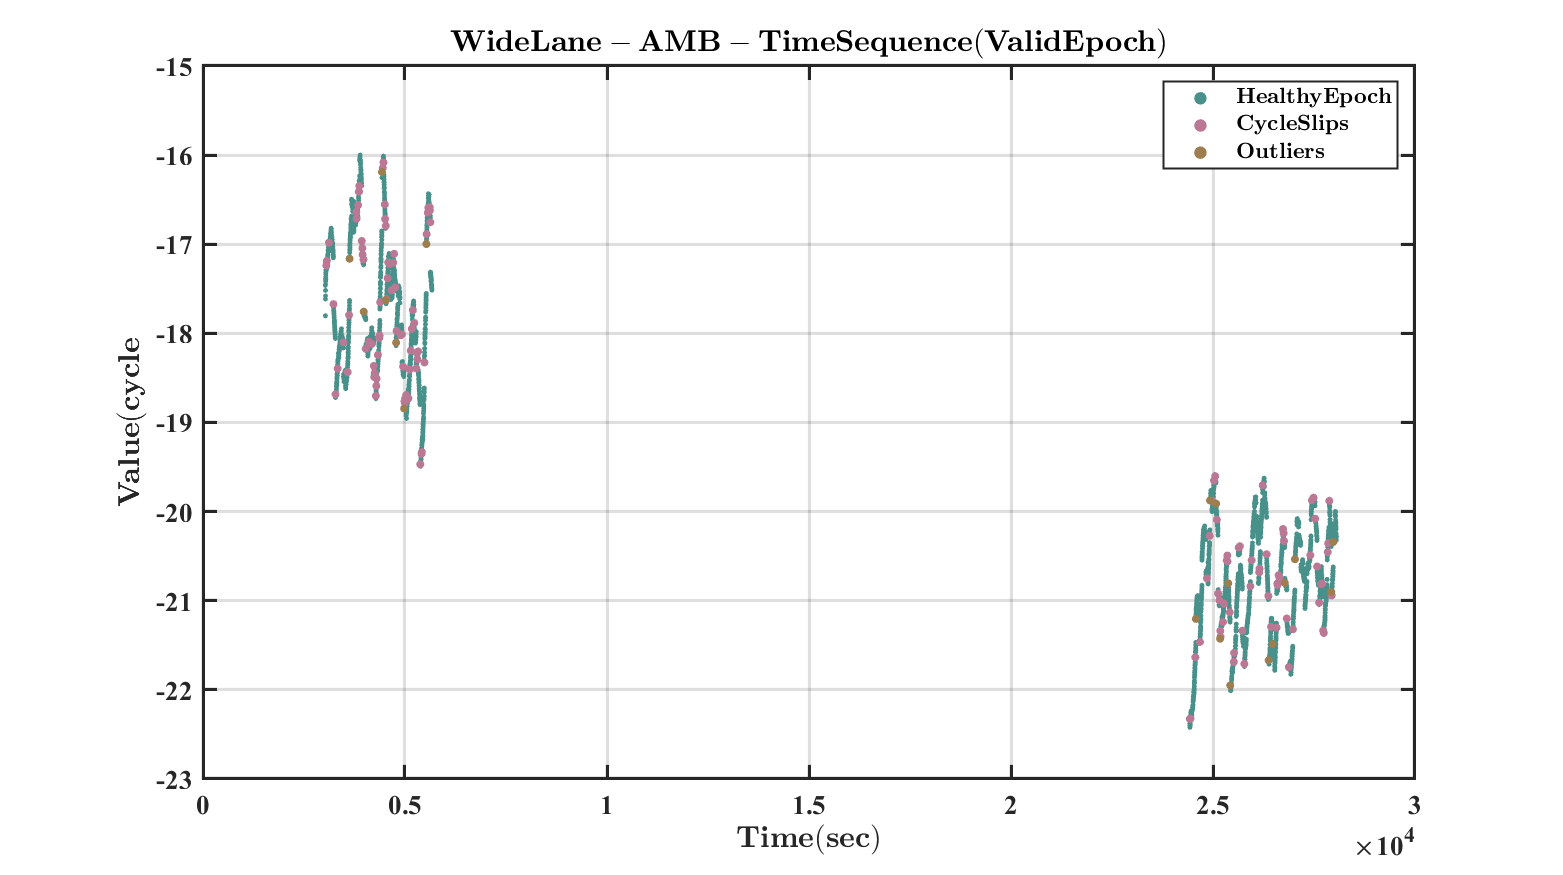 WideLane − AMB − TimeSequence(ValidEpoch)
-15
-16
-17
-18
-19
-20
-21
-22
-23
Value(cycle
HealthyEpoch
CycleSlips
Outliers
0 0.5 1 1.5 2 2.5 3
Time(sec)
×10⁴